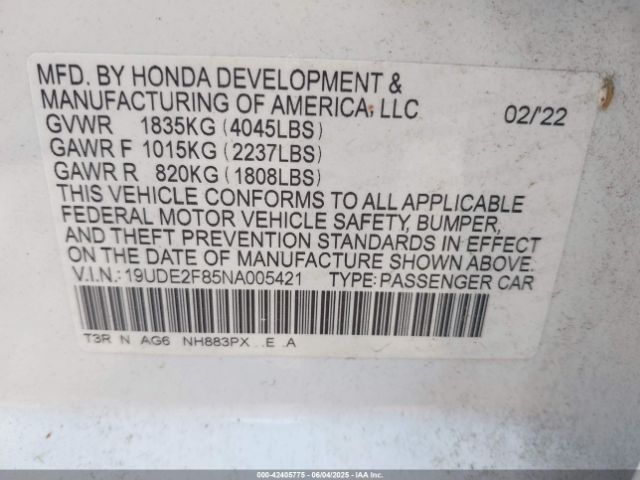 MFD. BY HONDA DEVELOPMENT &
MANUFACTURING OF AMERICA, LLC 02/'22
GVWR 1835KG (4045LBS)
GAWR F 1015KG (2237LBS)
GAWR R 820KG (1808LBS)
THIS VEHICLE CONFORMS TO ALL APPLICABLE
FEDERAL MOTOR VEHICLE SAFETY, BUMPER,
AND THEFT PREVENTION STANDARDS IN EFFECT
ON THE DATE OF MANUFACTURE SHOWN ABOVE.
V.I.N.: 19UDE2F85NA005421 TYPE: PASSENGER CAR
T3R N AG6 NH883PX ..E .A
000-42405775 - 06/04/2025 - IAAI.com